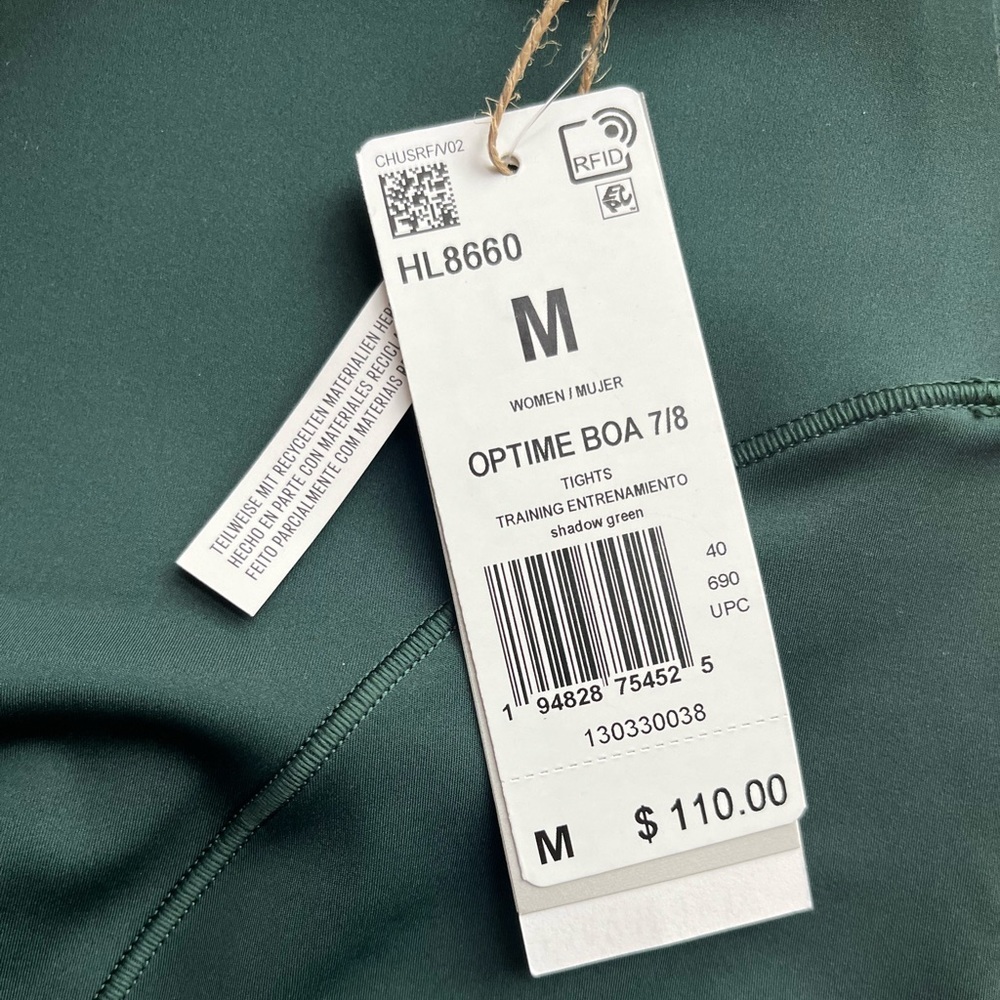 CHUSRF/V02
RFID
EPC
HL8660
M
WOMEN / MUJER
OPTIME BOA 7/8
TIGHTS
TRAINING ENTRENAMIENTO
shadow green
40
690
UPC
1 94828 75452 5
130330038
M $ 110.00
TEILWEISE MIT RECYCELTEN MATERIALIEN
HECHO EN PARTE CON MATERIALES
FEITO PARCIALMENTE COM MATERIAIS